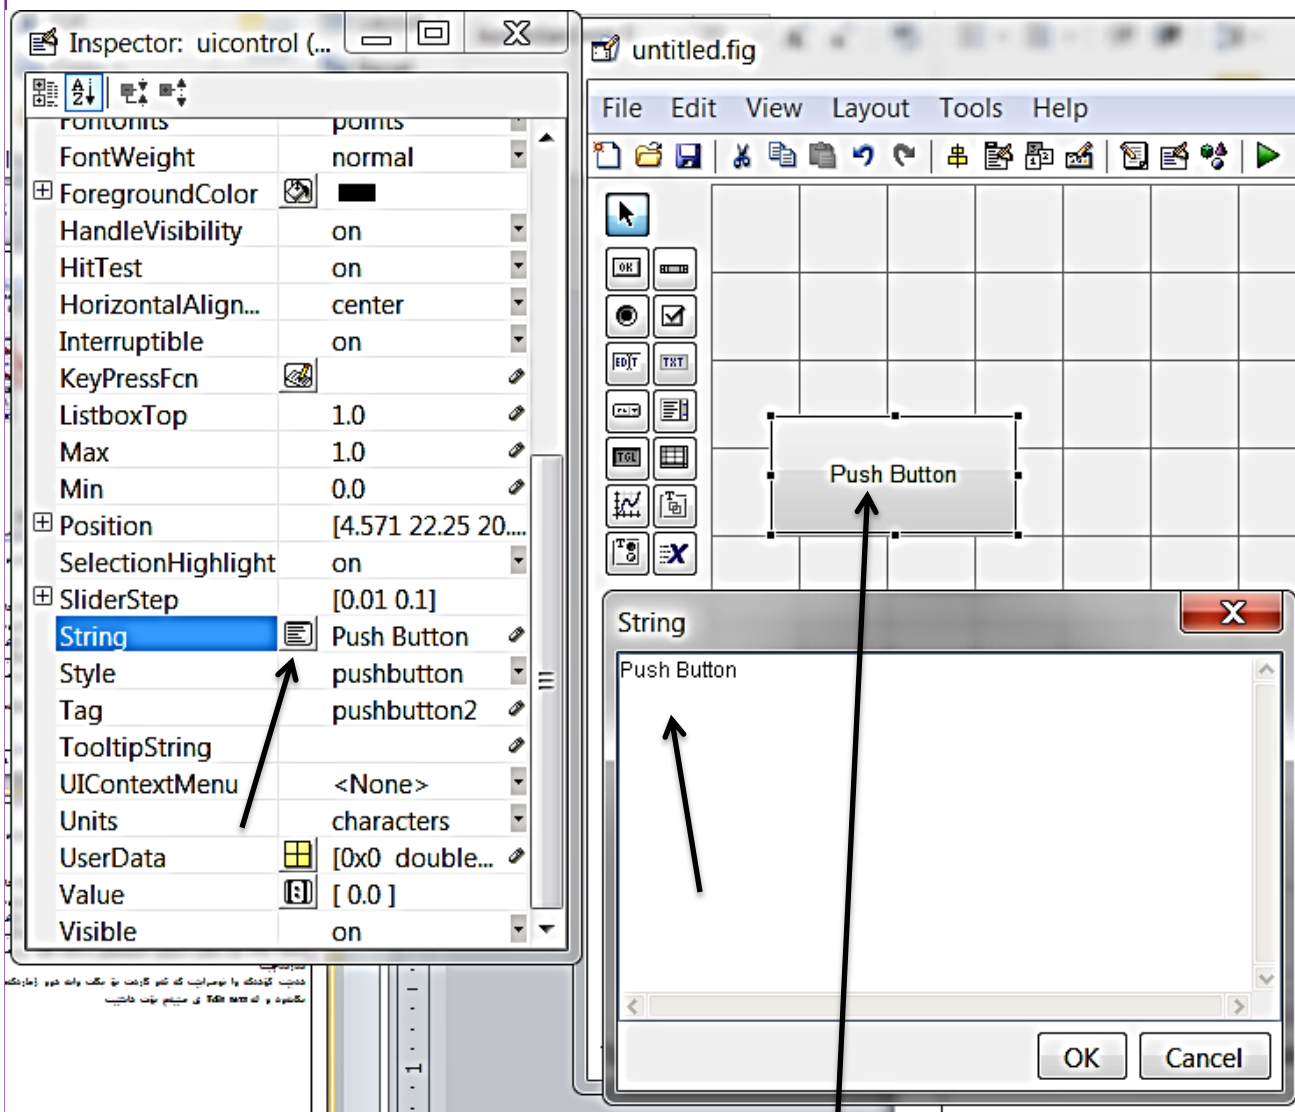 Inspector: uicontrol (...
FontUnits points
FontWeight normal
ForegroundColor
HandleVisibility on
HitTest on
HorizontalAlign... center
Interruptible on
KeyPressFcn
ListboxTop 1.0
Max 1.0
Min 0.0
Position [4.571 22.25 20....
SelectionHighlight on
SliderStep [0.01 0.1]
String Push Button
Style pushbutton
Tag pushbutton2
TooltipString
UIContextMenu <None>
Units characters
UserData [0x0 double...
Value [ 0.0 ]
Visible on
untitled.fig
File Edit View Layout Tools Help
OK
EDIT TXT
TGL
Push Button
String
Push Button
OK Cancel
1